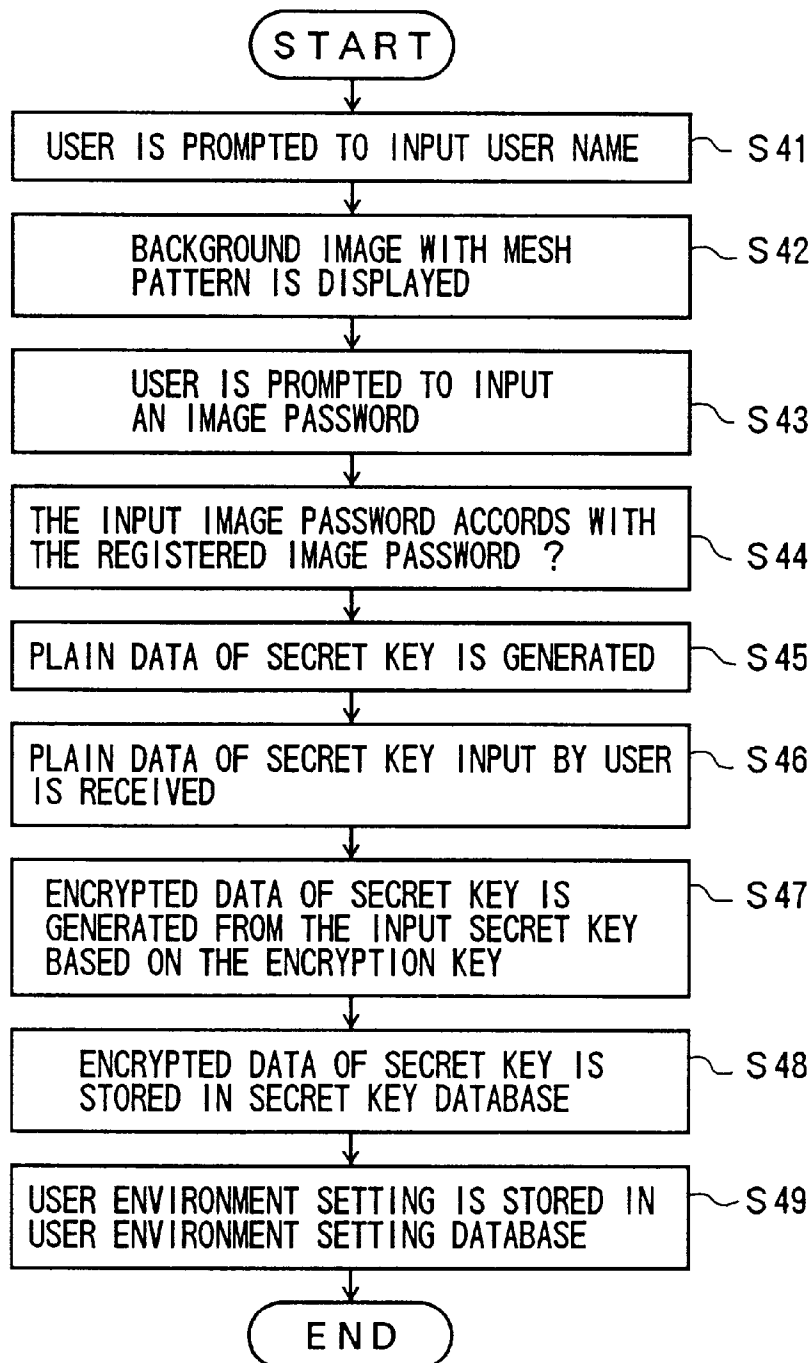 START
USER IS PROMPTED TO INPUT USER NAME
S41
BACKGROUND IMAGE WITH MESH
PATTERN IS DISPLAYED
S42
USER IS PROMPTED TO INPUT
AN IMAGE PASSWORD
S43
THE INPUT IMAGE PASSWORD ACCORDS WITH
THE REGISTERED IMAGE PASSWORD ?
S44
PLAIN DATA OF SECRET KEY IS GENERATED
S45
PLAIN DATA OF SECRET KEY INPUT BY USER
IS RECEIVED
S46
ENCRYPTED DATA OF SECRET KEY IS
GENERATED FROM THE INPUT SECRET KEY
BASED ON THE ENCRYPTION KEY
S47
ENCRYPTED DATA OF SECRET KEY IS
STORED IN SECRET KEY DATABASE
S48
USER ENVIRONMENT SETTING IS STORED IN
USER ENVIRONMENT SETTING DATABASE
S49
END